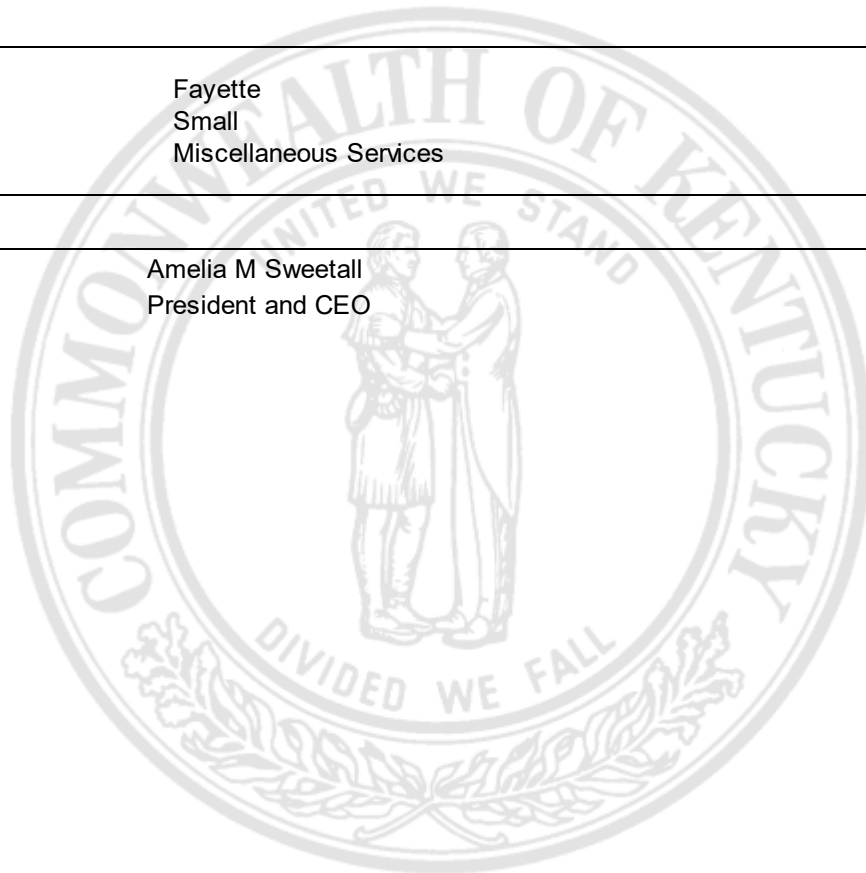 COMMONWEALTH OF KENTUCKY
UNITED WE STAND
Fayette
Small
Miscellaneous Services
Amelia M Sweetall
President and CEO
DIVIDED WE FALL